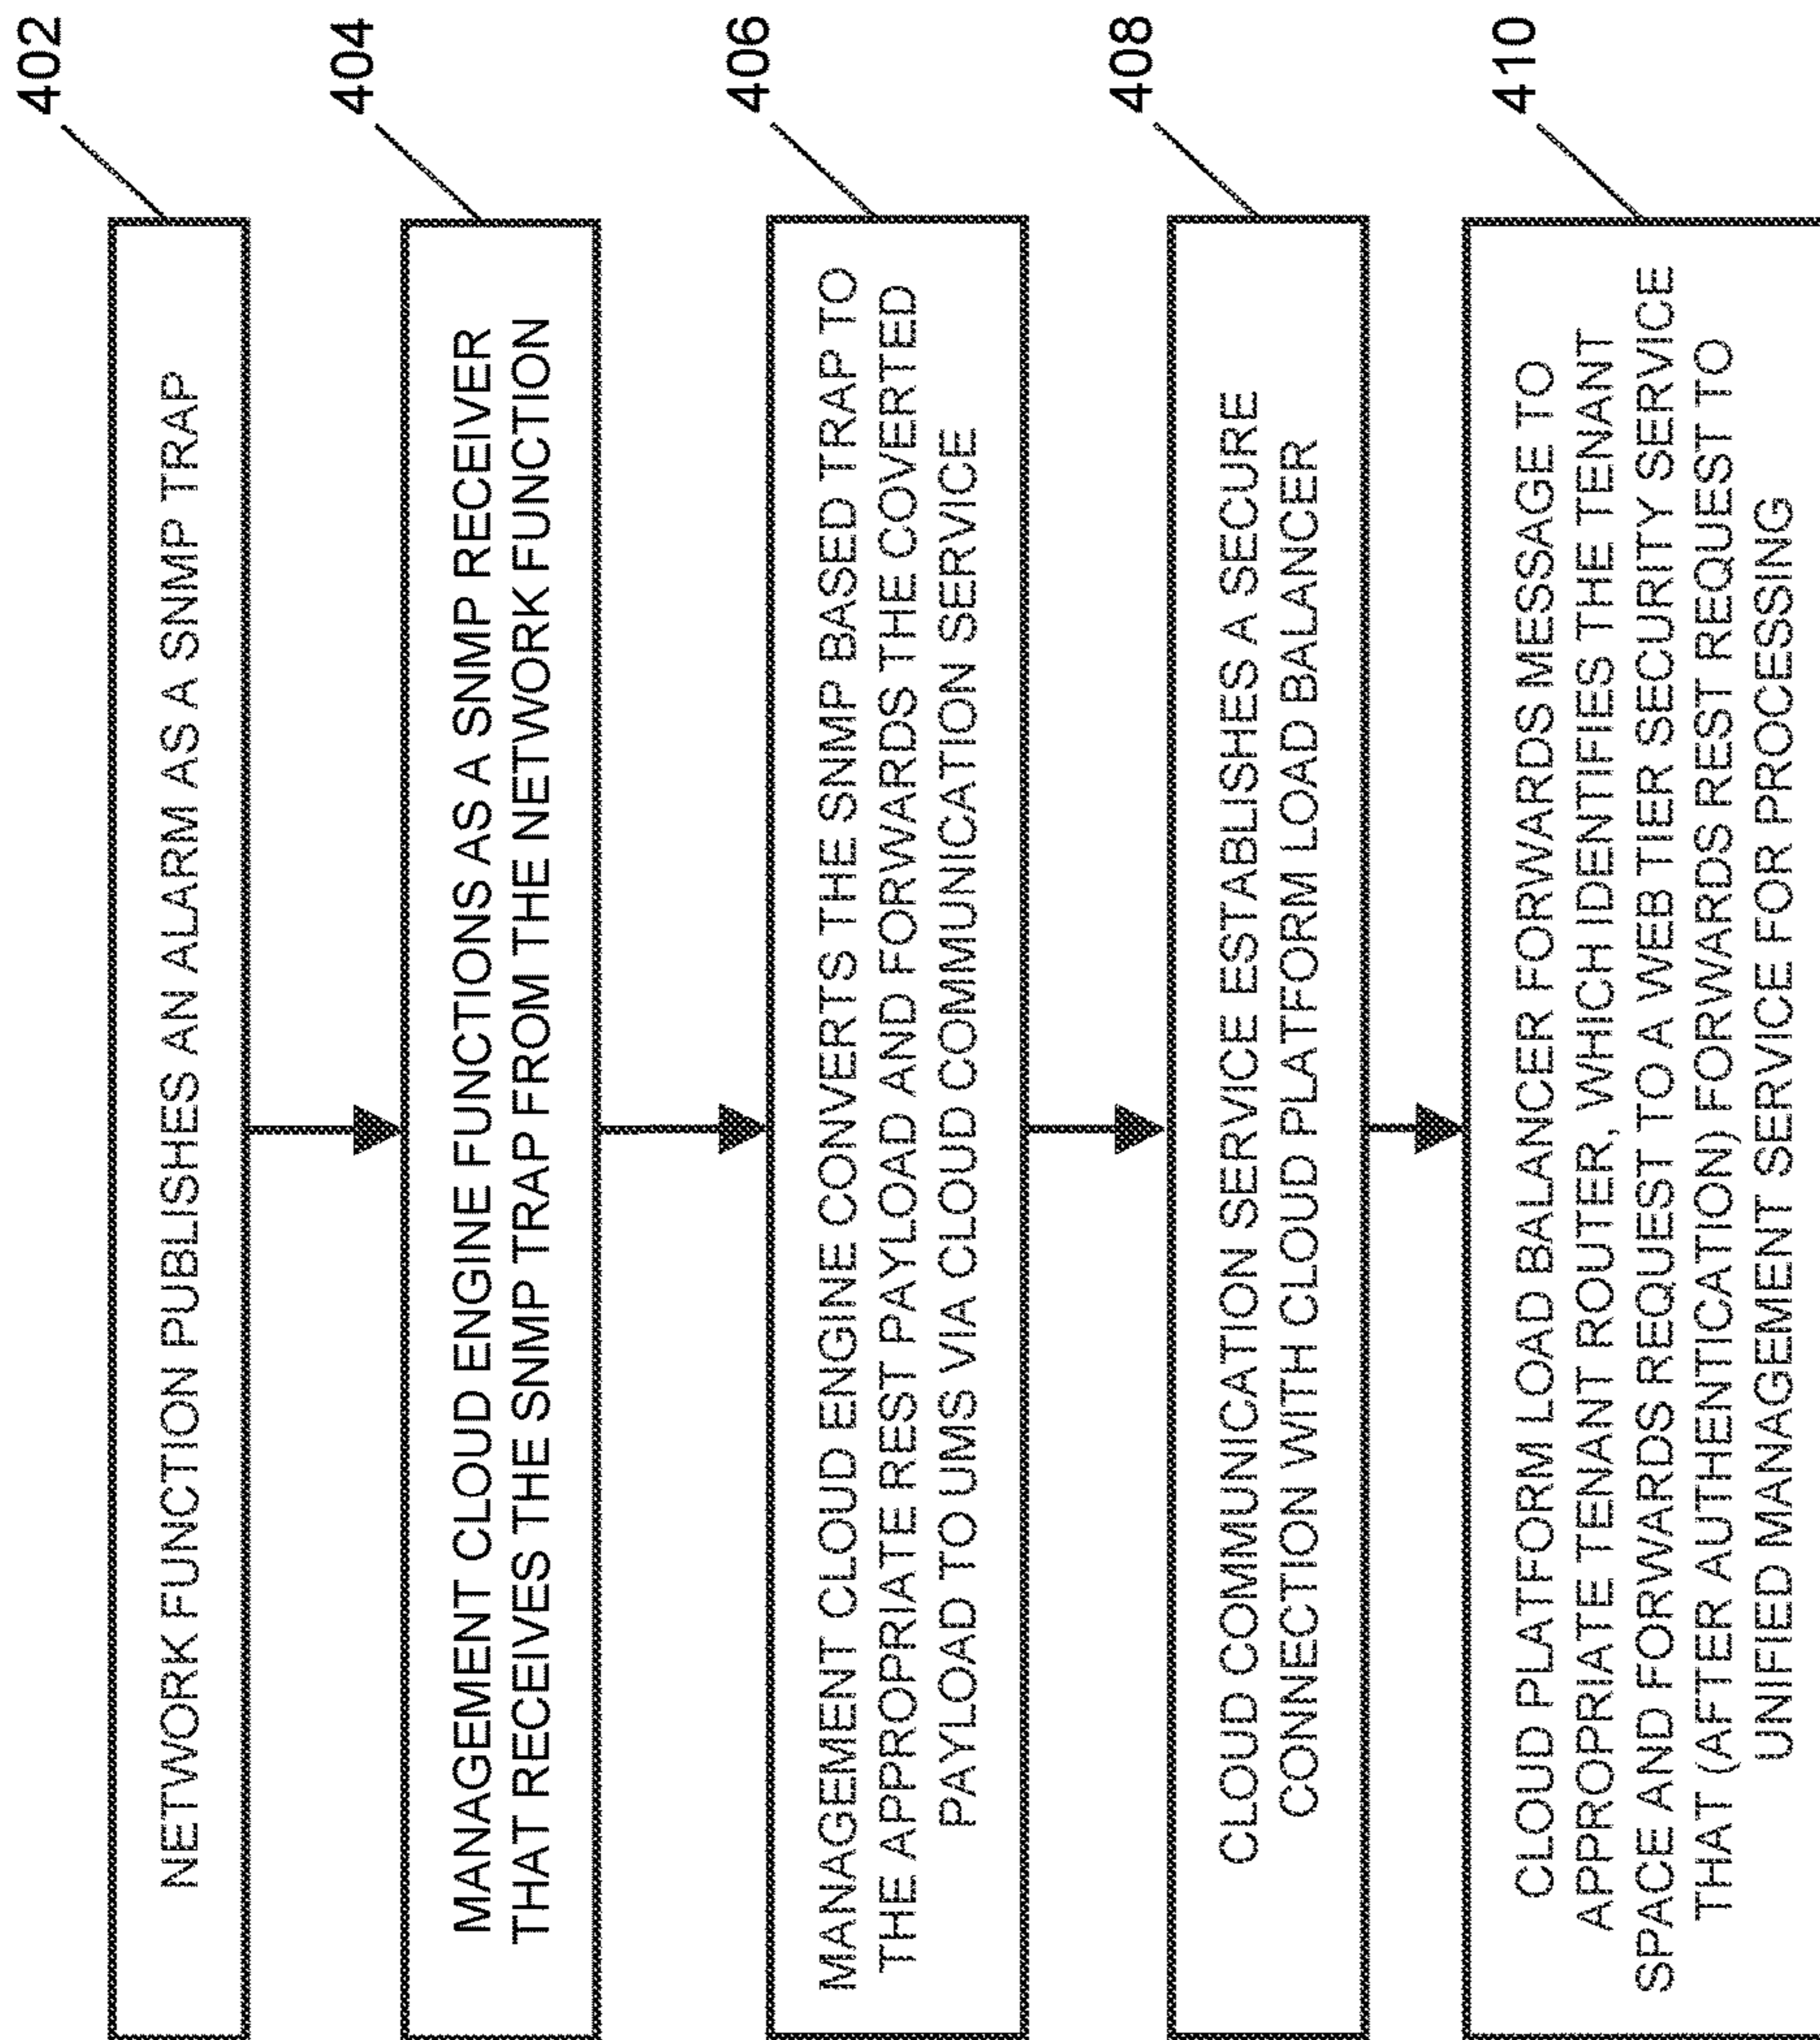 402
NETWORK FUNCTION PUBLISHES AN ALARM AS A SNMP TRAP
404
MANAGEMENT CLOUD ENGINE FUNCTIONS AS A SNMP RECEIVER
THAT RECEIVES THE SNMP TRAP FROM THE NETWORK FUNCTION
406
MANAGEMENT CLOUD ENGINE CONVERTS THE SNMP BASED TRAP TO
THE APPROPRIATE REST PAYLOAD AND FORWARDS THE COVERTED
PAYLOAD TO UMS VIA CLOUD COMMUNICATION SERVICE
408
CLOUD COMMUNICATION SERVICE ESTABLISHES A SECURE
CONNECTION WITH CLOUD PLATFORM LOAD BALANCER
410
CLOUD PLATFORM LOAD BALANCER FORWARDS MESSAGE TO
APPROPRIATE TENANT ROUTER, WHICH IDENTIFIES THE TENANT
SPACE AND FORWARDS REQUEST TO A WEB TIER SECURITY SERVICE
THAT (AFTER AUTHENTICATION) FORWARDS REST REQUEST TO
UNIFIED MANAGEMENT SERVICE FOR PROCESSING